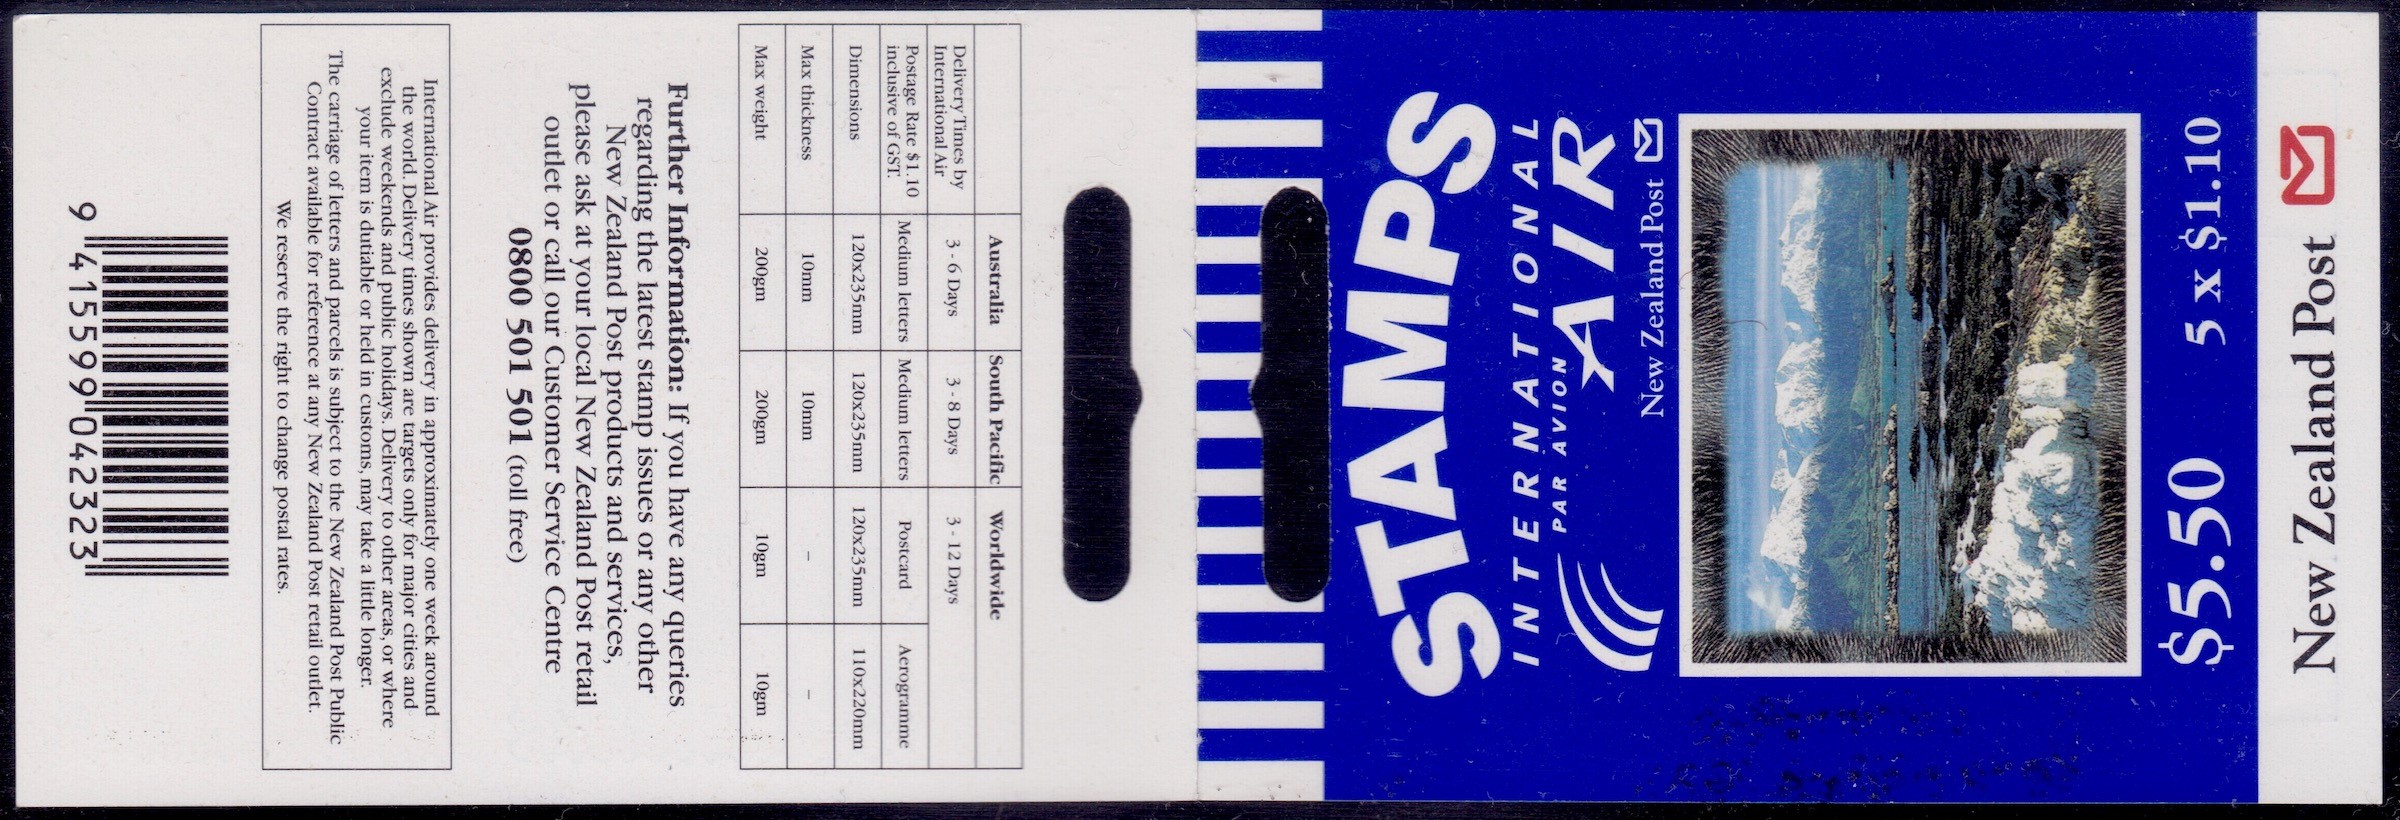 STAMPS
INTERNATIONAL
PAR AVION AIR
New Zealand Post
$5.50 5 x $1.10
New Zealand Post
Australia South Pacific Worldwide
Delivery Times by
International Air
3 - 6 Days 3 - 8 Days 3 - 12 Days
Postage Rate $1.10
inclusive of GST.
Medium letters Medium letters Postcard Aerogramme
Dimensions 120x235mm 120x235mm 120x235mm 110x220mm
Max thickness 10mm 10mm – –
Max weight 200gm 200gm 10gm 10gm
Further Information: If you have any queries
regarding the latest stamp issues or any other
New Zealand Post products and services,
please ask at your local New Zealand Post retail
outlet or call our Customer Service Centre
0800 501 501 (toll free)
International Air provides delivery in approximately one week around
the world. Delivery times shown are targets only for major cities and
exclude weekends and public holidays. Delivery to other areas, or where
your item is dutiable or held in customs, may take a little longer.
The carriage of letters and parcels is subject to the New Zealand Post Public
Contract available for reference at any New Zealand Post retail outlet.
We reserve the right to change postal rates.
9 415599 042323